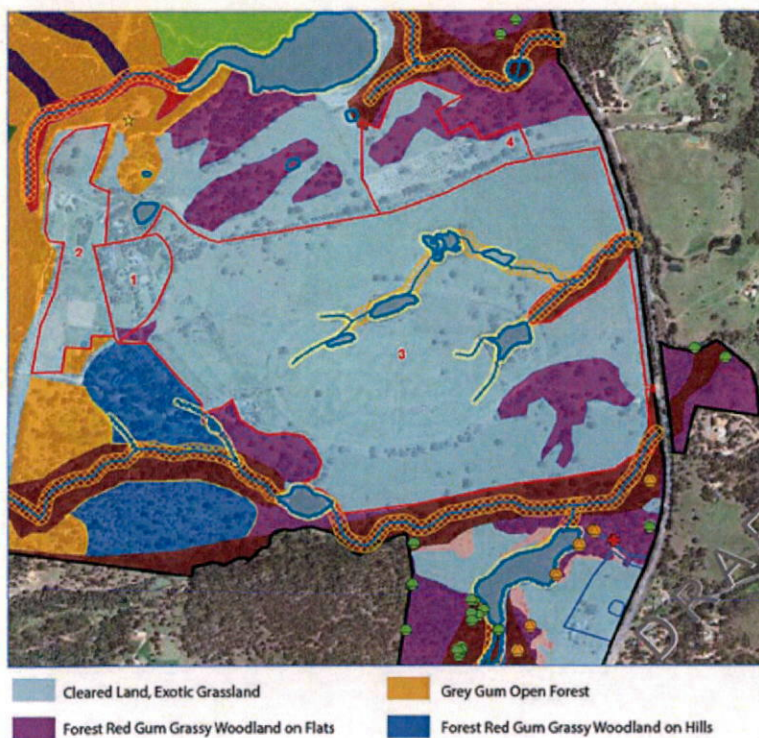 4
2
1
3
DRA
Cleared Land, Exotic Grassland
Grey Gum Open Forest
Forest Red Gum Grassy Woodland on Flats
Forest Red Gum Grassy Woodland on Hills